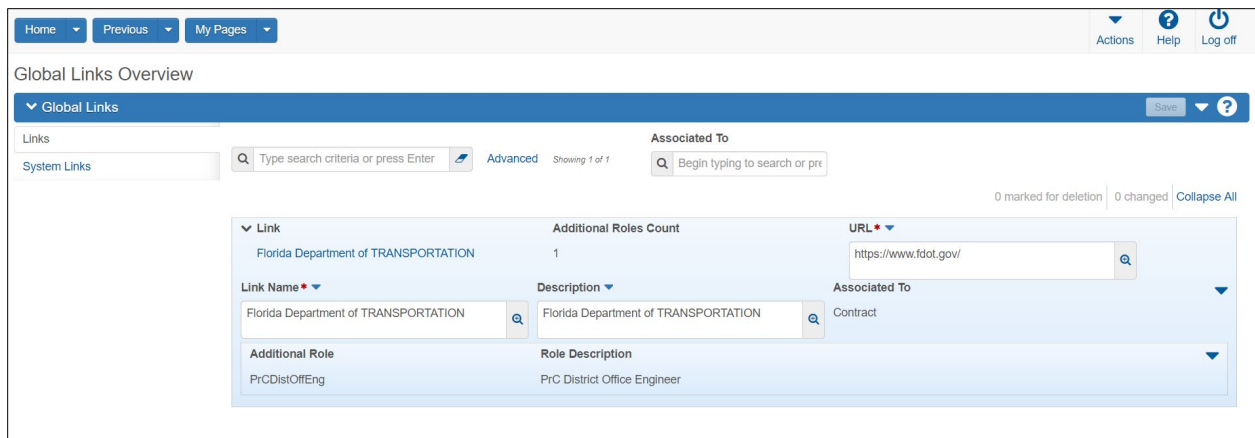 Home Previous My Pages
Actions Help Log off
Global Links Overview
Global Links Save
Links
System Links
Associated To
Type search criteria or press Enter Advanced Showing 1 of 1 Begin typing to search or pre
0 marked for deletion 0 changed Collapse All
Link Additional Roles Count URL*
Florida Department of TRANSPORTATION 1 https://www.fdot.gov/
Link Name* Description Associated To
Florida Department of TRANSPORTATION Florida Department of TRANSPORTATION Contract
Additional Role Role Description
PrCDistOffEng PrC District Office Engineer